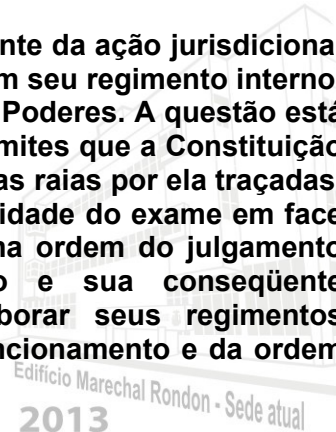 nte da ação jurisdiciona
m seu regimento interno
Poderes. A questão está
mites que a Constituição
as raias por ela traçadas
idade do exame em face
na ordem do julgamento
o e sua conseqüente
borar seus regimentos
ncionamento e da ordem
Edifício Marechal Rondon - Sede atual
2013